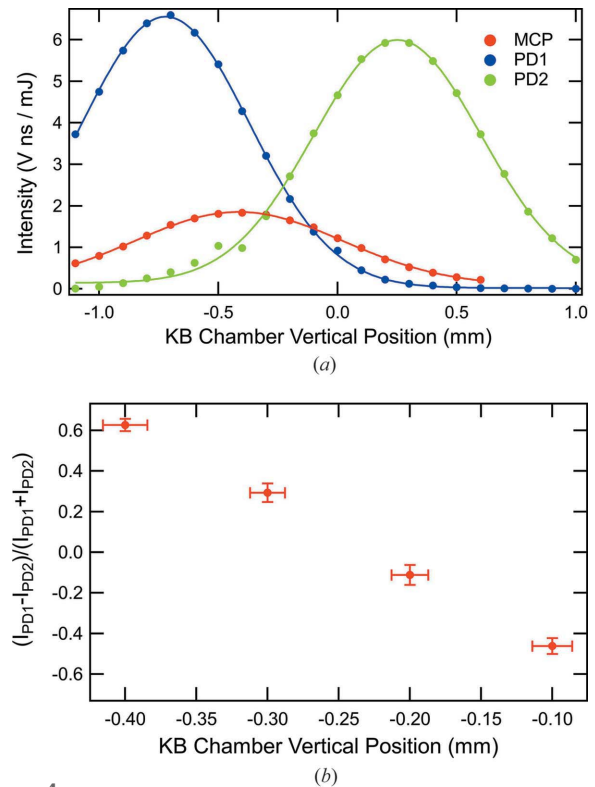 MCP
PD1
PD2
Intensity (V ns / mJ)
6
5
4
3
2
1
0
-1.0 -0.5 0.0 0.5 1.0
KB Chamber Vertical Position (mm)
(a)
(I_PD1-I_PD2)/(I_PD1+I_PD2)
0.6
0.4
0.2
0.0
-0.2
-0.4
-0.6
-0.40 -0.35 -0.30 -0.25 -0.20 -0.15 -0.10
KB Chamber Vertical Position (mm)
(b)